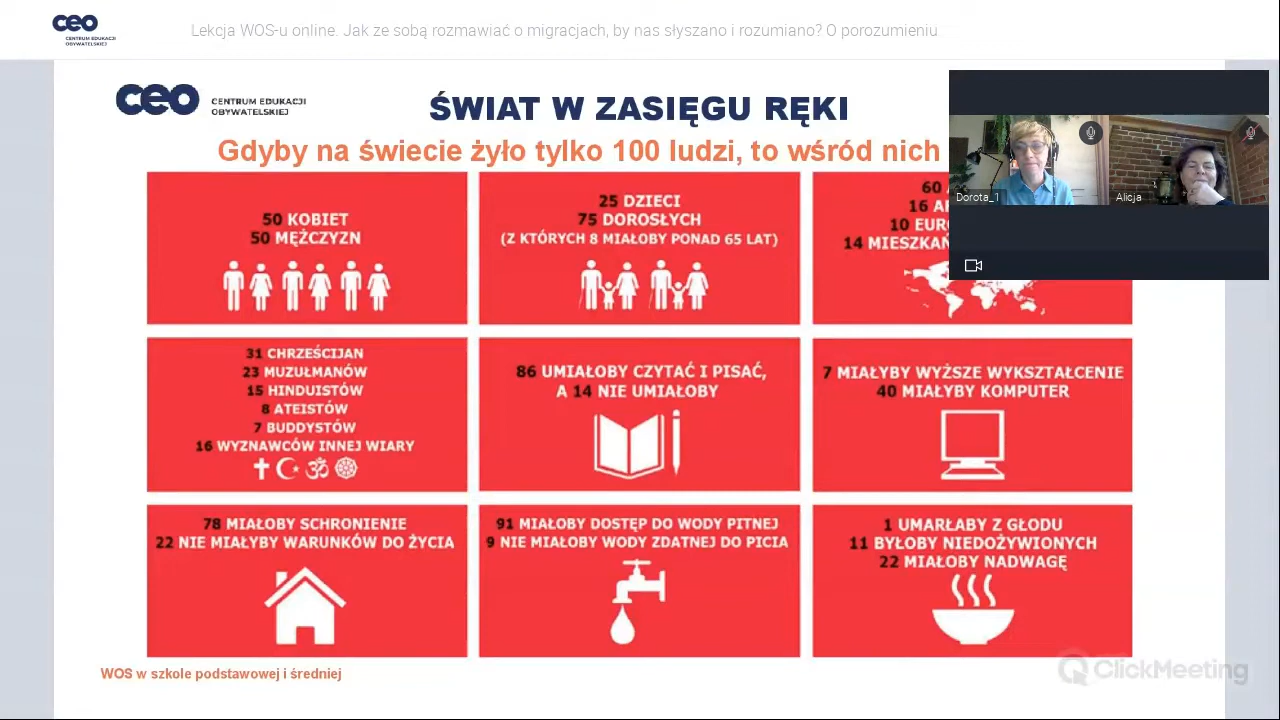 ceo
CENTRUM EDUKACJI
OBYWATELSKIEJ
Lekcja WOS-u online. Jak ze sobą rozmawiać o migracjach, by nas słyszano i rozumiano? O porozumieniu
ceo
CENTRUM EDUKACJI
OBYWATELSKIEJ
ŚWIAT W ZASIĘGU RĘKI
Gdyby na świecie żyło tylko 100 ludzi, to wśród nich
Dorota_1
Alicja
50 KOBIET
50 MĘŻCZYZN
25 DZIECI
75 DOROSŁYCH
(Z KTÓRYCH 8 MIAŁOBY PONAD 65 LAT)
60
16
10
14
31 CHRZEŚCIJAN
23 MUZUŁMANÓW
15 HINDUISTÓW
8 ATEISTÓW
7 BUDDYSTÓW
16 WYZNAWCÓW INNEJ WIARY
86 UMIAŁOBY CZYTAĆ I PISAĆ,
A 14 NIE UMIAŁOBY
7 MIAŁYBY WYŻSZE WYKSZTAŁCENIE
40 MIAŁYBY KOMPUTER
78 MIAŁOBY SCHRONIENIE
22 NIE MIAŁYBY WARUNKÓW DO ŻYCIA
91 MIAŁOBY DOSTĘP DO WODY PITNEJ
9 NIE MIAŁOBY WODY ZDATNEJ DO PICIA
1 UMARŁABY Z GŁODU
11 BYŁOBY NIEDOŻYWIONYCH
22 MIAŁOBY NADWAGĘ
WOS w szkole podstawowej i średniej
ClickMeeting